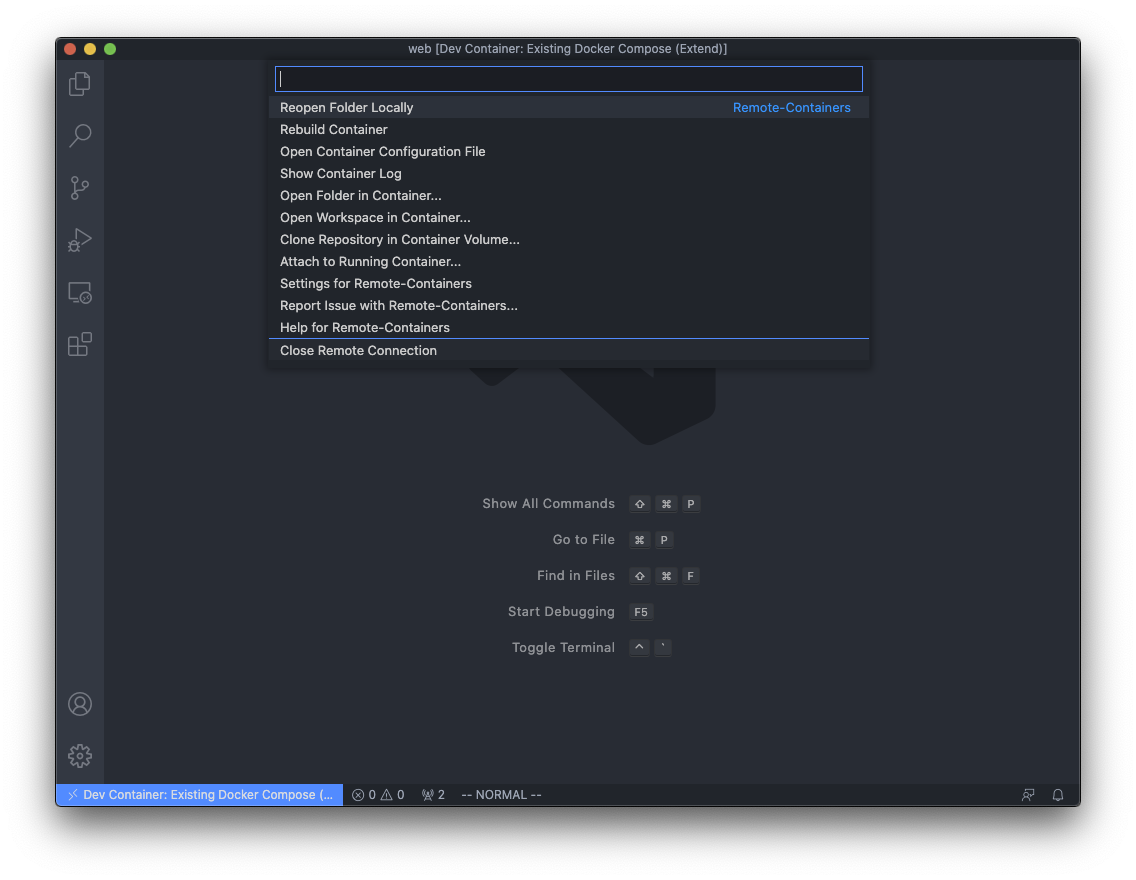 web [Dev Container: Existing Docker Compose (Extend)]
Reopen Folder Locally Remote-Containers
Rebuild Container
Open Container Configuration File
Show Container Log
Open Folder in Container...
Open Workspace in Container...
Clone Repository in Container Volume...
Attach to Running Container...
Settings for Remote-Containers
Report Issue with Remote-Containers...
Help for Remote-Containers
Close Remote Connection
Show All Commands ⇧ ⌘ P
Go to File ⌘ P
Find in Files ⇧ ⌘ F
Start Debugging F5
Toggle Terminal ^ `
Dev Container: Existing Docker Compose (... 0 0 2 -- NORMAL --